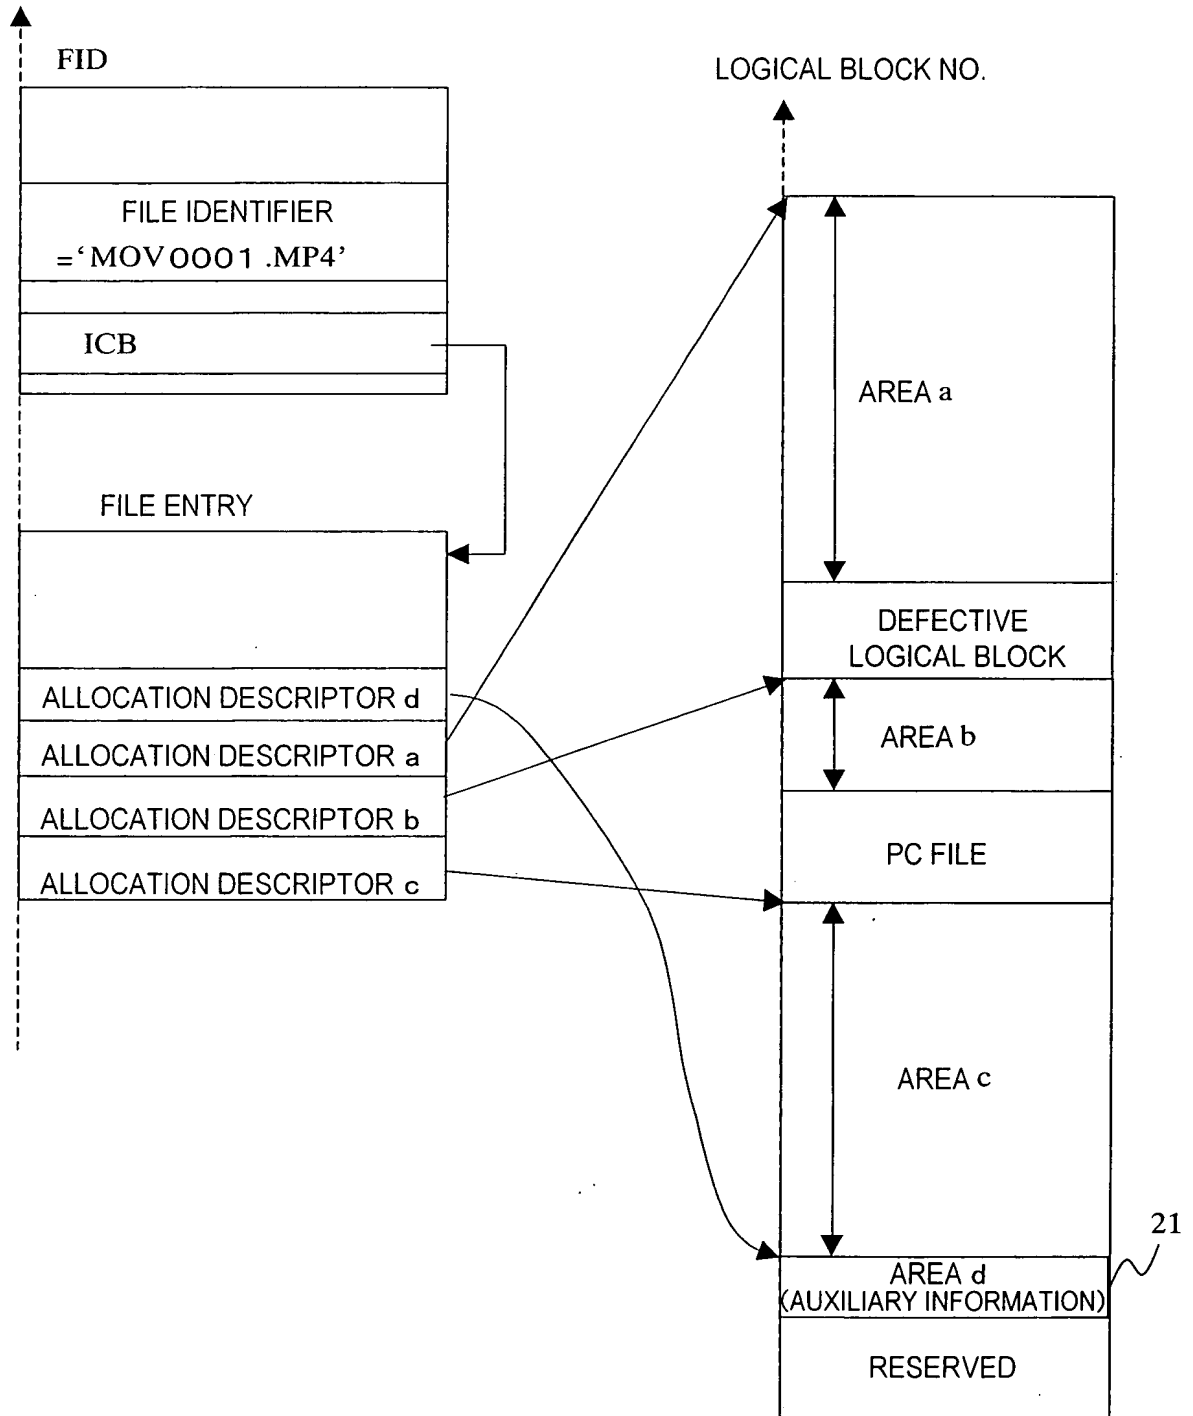 FID
FILE IDENTIFIER
=‘MOV0001.MP4’
ICB
FILE ENTRY
ALLOCATION DESCRIPTOR d
ALLOCATION DESCRIPTOR a
ALLOCATION DESCRIPTOR b
ALLOCATION DESCRIPTOR c
LOGICAL BLOCK NO.
AREA a
DEFECTIVE
LOGICAL BLOCK
AREA b
PC FILE
AREA c
21
AREA d
(AUXILIARY INFORMATION)
RESERVED